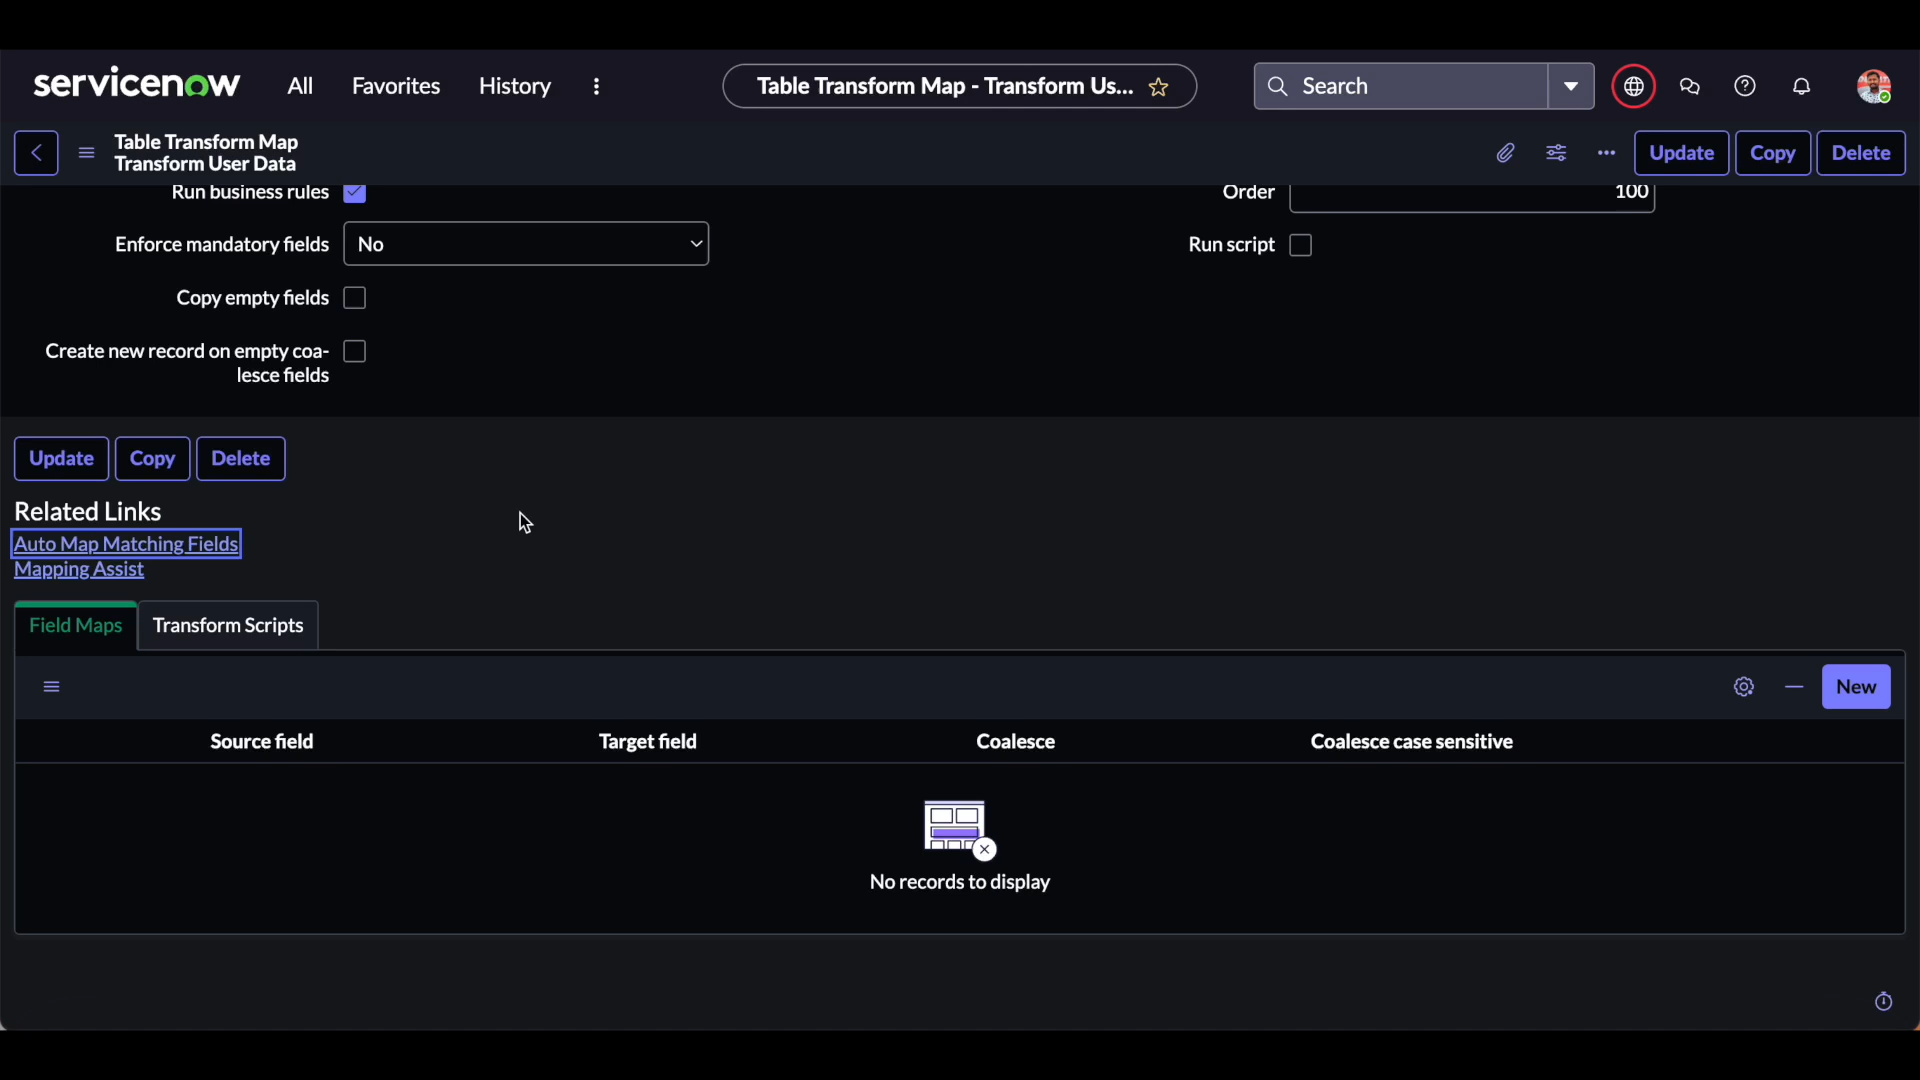 servicenow All Favorites History Table Transform Map - Transform Us... Search
Table Transform Map
Transform User Data
Update Copy Delete
Run business rules
Order 100
Enforce mandatory fields No
Run script
Copy empty fields
Create new record on empty coa-
lesce fields
Update Copy Delete
Related Links
Auto Map Matching Fields
Mapping Assist
Field Maps Transform Scripts
New
Source field Target field Coalesce Coalesce case sensitive
No records to display